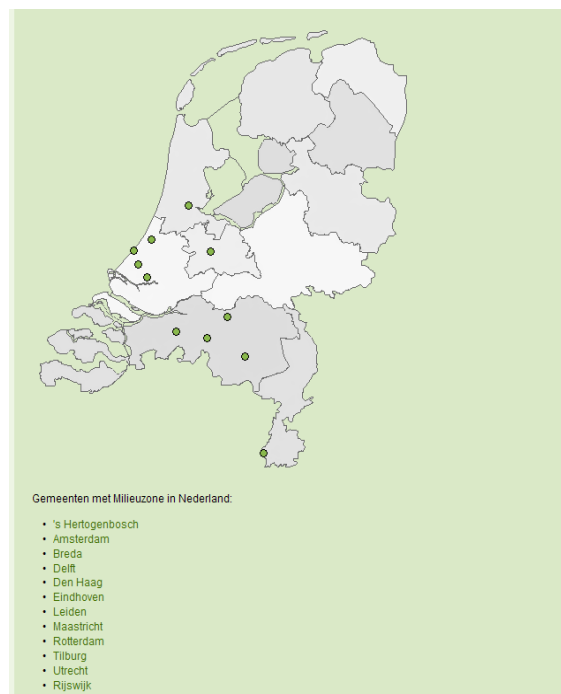 Gemeenten met Milieuzone in Nederland:
• 's Hertogenbosch
• Amsterdam
• Breda
• Delft
• Den Haag
• Eindhoven
• Leiden
• Maastricht
• Rotterdam
• Tilburg
• Utrecht
• Rijswijk